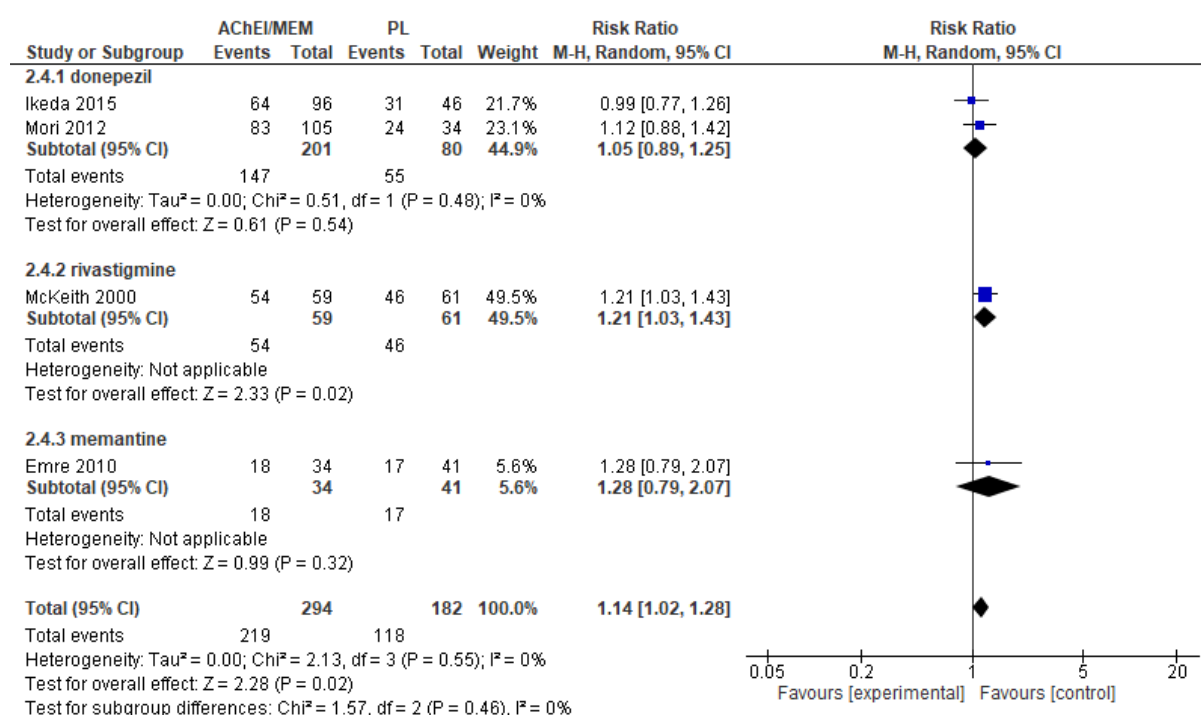 AChEI/MEM PL Risk Ratio Risk Ratio
Study or Subgroup Events Total Events Total Weight M-H, Random, 95% CI M-H, Random, 95% CI
2.4.1 donepezil
Ikeda 2015 64 96 31 46 21.7% 0.99 [0.77, 1.26]
Mori 2012 83 105 24 34 23.1% 1.12 [0.88, 1.42]
Subtotal (95% CI) 201 80 44.9% 1.05 [0.89, 1.25]
Total events 147 55
Heterogeneity: Tau² = 0.00; Chi² = 0.51, df = 1 (P = 0.48); I² = 0%
Test for overall effect: Z = 0.61 (P = 0.54)
2.4.2 rivastigmine
McKeith 2000 54 59 46 61 49.5% 1.21 [1.03, 1.43]
Subtotal (95% CI) 59 61 49.5% 1.21 [1.03, 1.43]
Total events 54 46
Heterogeneity: Not applicable
Test for overall effect: Z = 2.33 (P = 0.02)
2.4.3 memantine
Emre 2010 18 34 17 41 5.6% 1.28 [0.79, 2.07]
Subtotal (95% CI) 34 41 5.6% 1.28 [0.79, 2.07]
Total events 18 17
Heterogeneity: Not applicable
Test for overall effect: Z = 0.99 (P = 0.32)
Total (95% CI) 294 182 100.0% 1.14 [1.02, 1.28]
Total events 219 118
Heterogeneity: Tau² = 0.00; Chi² = 2.13, df = 3 (P = 0.55); I² = 0%
Test for overall effect: Z = 2.28 (P = 0.02)
Test for subgroup differences: Chi² = 1.57, df = 2 (P = 0.46), I² = 0%
0.05 0.2 1 5 20
Favours [experimental] Favours [control]